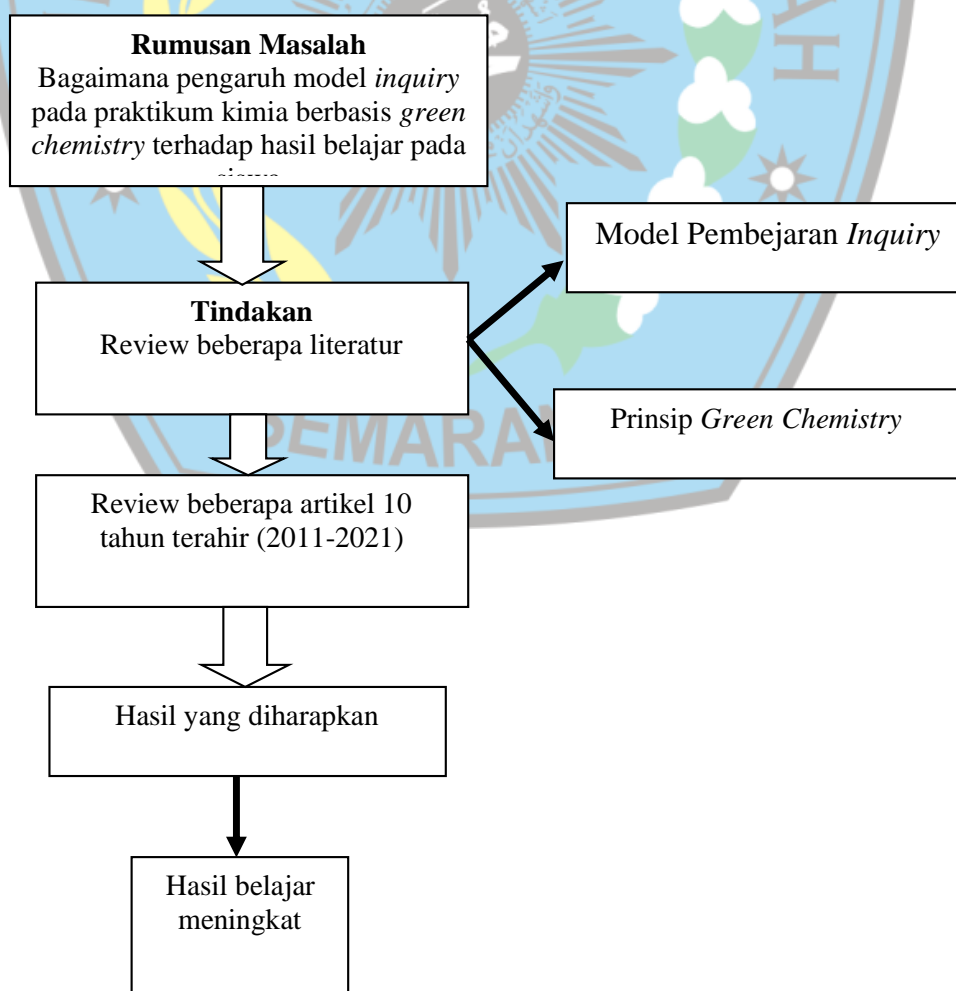 Rumusan Masalah
Bagaimana pengaruh model inquiry
pada praktikum kimia berbasis green
chemistry terhadap hasil belajar pada
Model Pembejaran Inquiry
Tindakan
Review beberapa literatur
Prinsip Green Chemistry
SEMARA
Review beberapa artikel 10
tahun terahir (2011-2021)
Hasil yang diharapkan
Hasil belajar
meningkat
AH